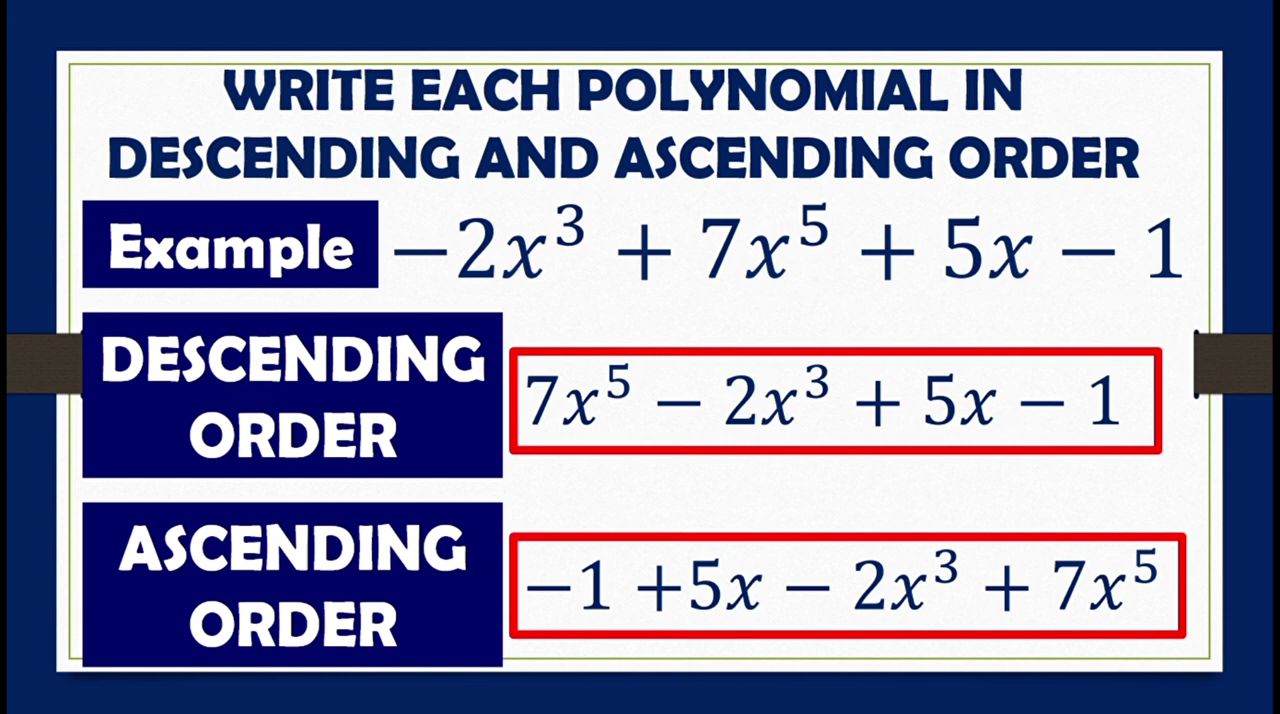 WRITE EACH POLYNOMIAL IN
DESCENDING AND ASCENDING ORDER
Example −2x³ + 7x⁵ + 5x − 1
DESCENDING
ORDER
7x⁵ − 2x³ + 5x − 1
ASCENDING
ORDER
−1 +5x − 2x³ + 7x⁵